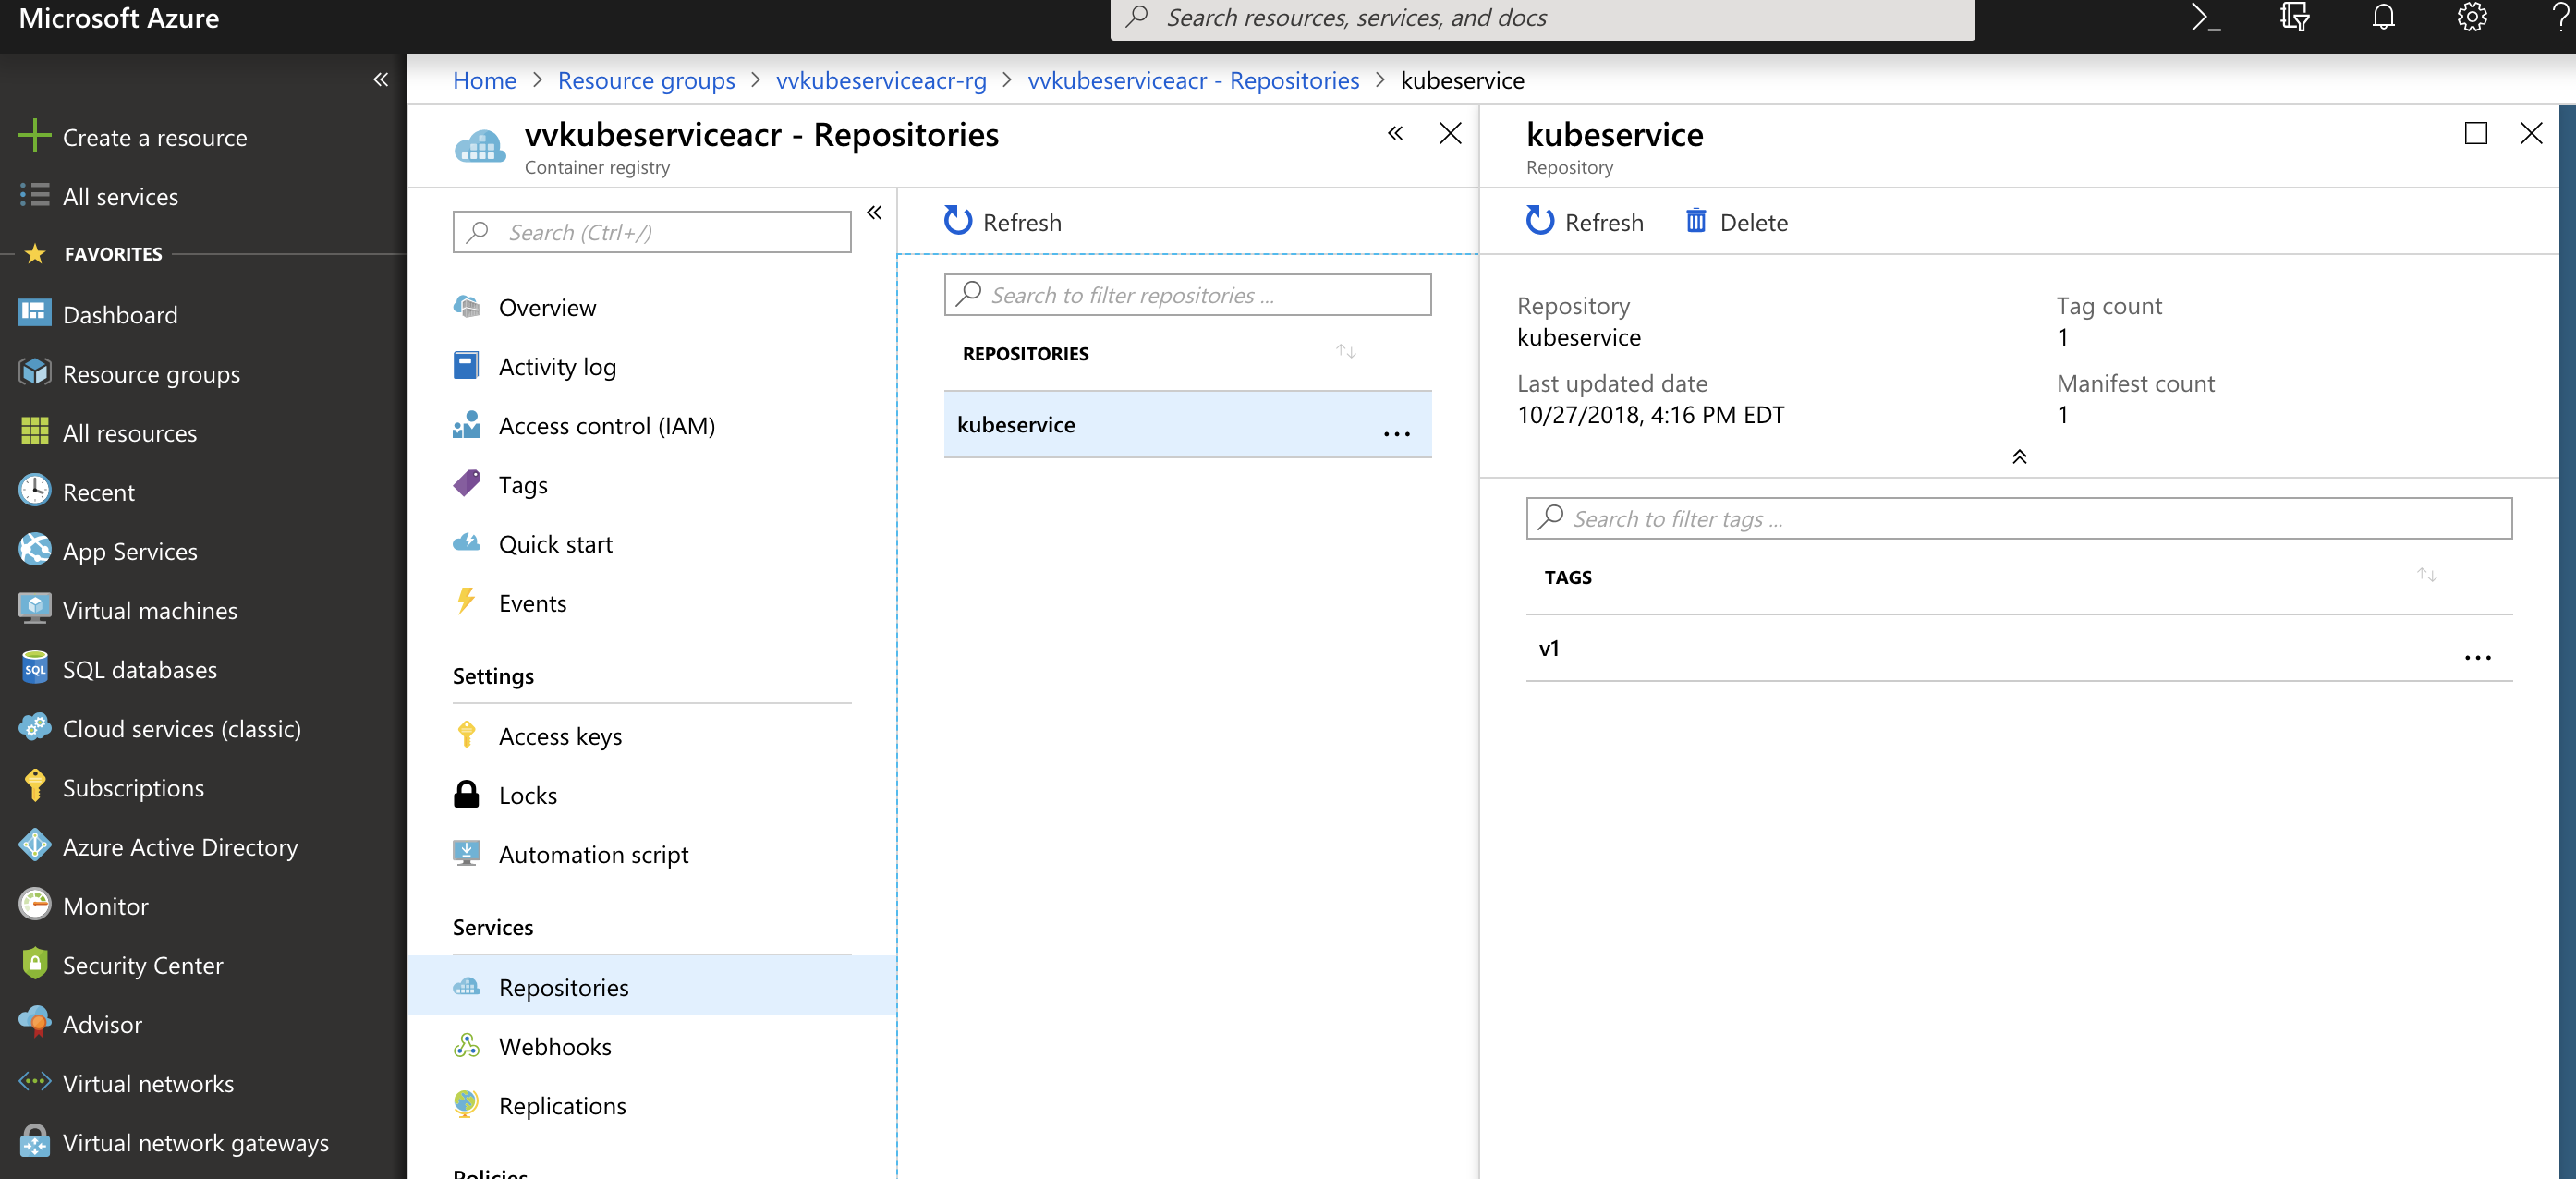 Microsoft Azure
Search resources, services, and docs
Home > Resource groups > vvkubeserviceacr-rg > vvkubeserviceacr - Repositories > kubeservice
Create a resource
All services
FAVORITES
Dashboard
Resource groups
All resources
Recent
App Services
Virtual machines
SQL databases
Cloud services (classic)
Subscriptions
Azure Active Directory
Monitor
Security Center
Advisor
Virtual networks
Virtual network gateways
vvkubeserviceacr - Repositories
Container registry
Search (Ctrl+/)
Overview
Activity log
Access control (IAM)
Tags
Quick start
Events
Settings
Access keys
Locks
Automation script
Services
Repositories
Webhooks
Replications
Policies
Refresh
Search to filter repositories ...
REPOSITORIES
kubeservice
...
kubeservice
Repository
Refresh
Delete
Repository
kubeservice
Tag count
1
Last updated date
10/27/2018, 4:16 PM EDT
Manifest count
1
Search to filter tags ...
TAGS
v1
...